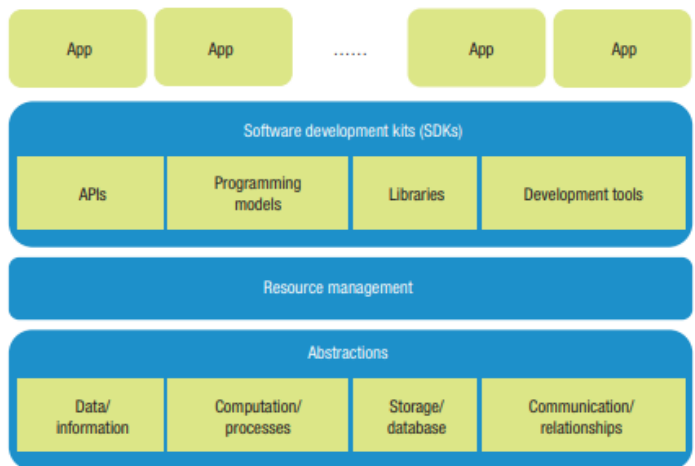 App App ...... App App
Software development kits (SDKs)
APIs Programming models Libraries Development tools
Resource management
Abstractions
Data/ information Computation/ processes Storage/ database Communication/ relationships